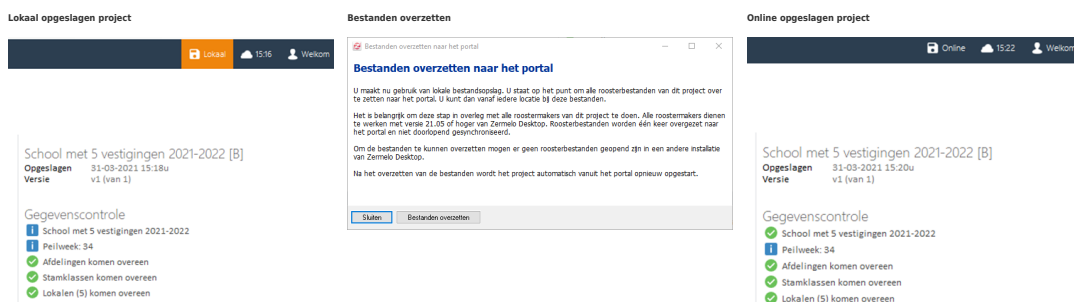 Lokaal opgeslagen project
Lokaal
15:16
Welkom
School met 5 vestigingen 2021-2022 [B]
Opgeslagen 31-03-2021 15:18u
Versie v1 (van 1)
Gegevenscontrole
School met 5 vestigingen 2021-2022
Peilweek: 34
Afdelingen komen overeen
Stamklassen komen overeen
Lokalen (5) komen overeen
Bestanden overzetten
Bestanden overzetten naar het portal
Bestanden overzetten naar het portal
U maakt nu gebruik van lokale bestandsopslag. U staat op het punt om alle roosterbestanden van dit project over
te zetten naar het portal. U kunt dan vanaf iedere locatie bij deze bestanden.
Het is belangrijk om deze stap in overleg met alle roostermakers van dit project te doen. Alle roostermakers dienen
te werken met versie 21.05 of hoger van Zermelo Desktop. Roosterbestanden worden één keer overgezet naar
het portal en niet doorlopend gesynchroniseerd.
Om de bestanden te kunnen overzetten mogen er geen roosterbestanden geopend zijn in een andere installatie
van Zermelo Desktop.
Na het overzetten van de bestanden wordt het project automatisch vanuit het portal opnieuw opgestart.
Sluiten
Bestanden overzetten
Online opgeslagen project
Online
15:22
Welkom
School met 5 vestigingen 2021-2022 [B]
Opgeslagen 31-03-2021 15:20u
Versie v1 (van 1)
Gegevenscontrole
School met 5 vestigingen 2021-2022
Peilweek: 34
Afdelingen komen overeen
Stamklassen komen overeen
Lokalen (5) komen overeen